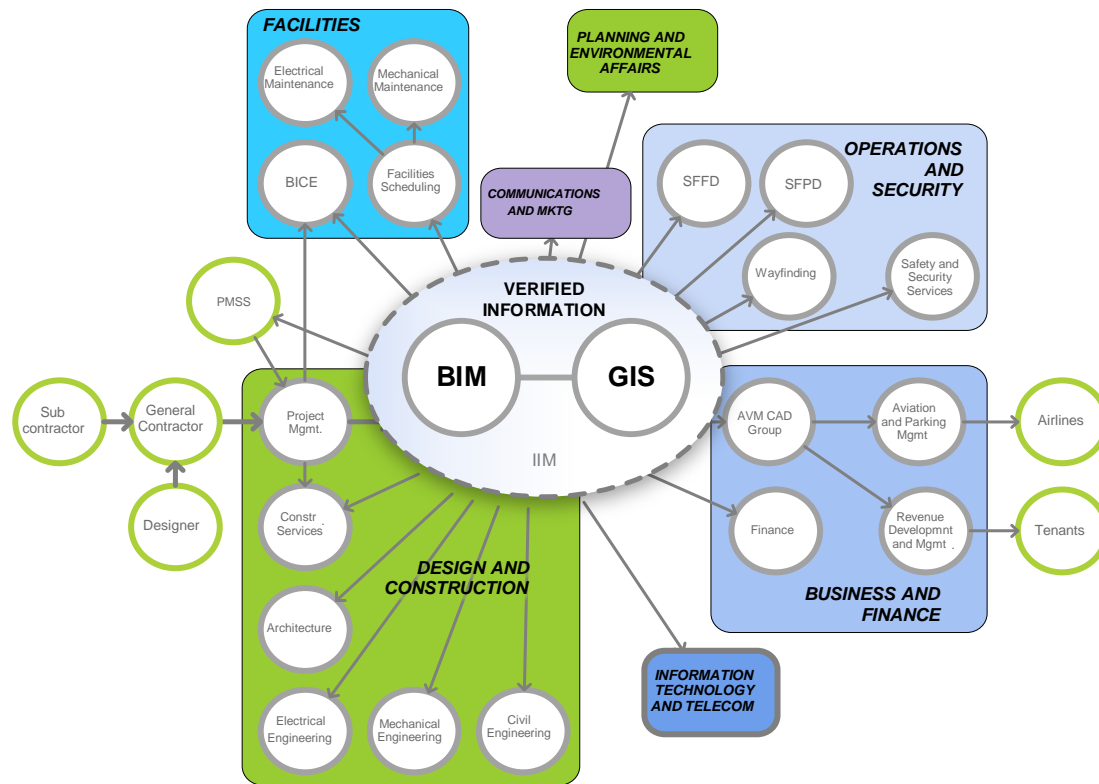 FACILITIES
Electrical
Maintenance
Mechanical
Maintenance
BICE
Facilities
Scheduling
PLANNING AND
ENVIRONMENTAL
AFFAIRS
COMMUNICATIONS
AND MKTG
OPERATIONS
AND
SECURITY
SFFD
SFPD
Wayfinding
Safety and
Security
Services
PMSS
VERIFIED
INFORMATION
BIM
GIS
IIM
Sub
contractor
General
Contractor
Designer
Project
Mgmt.
Constr .
Services
Architecture
DESIGN AND
CONSTRUCTION
Electrical
Engineering
Mechanical
Engineering
Civil
Engineering
AVM CAD
Group
Aviation
and Parking
Mgmt
Airlines
Finance
Revenue
Developmnt
and Mgmt .
Tenants
BUSINESS AND
FINANCE
INFORMATION
TECHNOLOGY
AND TELECOM